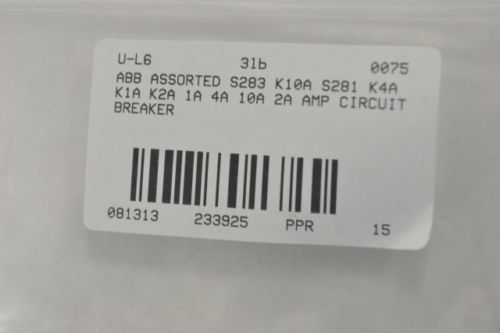 U-L6 3lb 0075
ABB ASSORTED S283 K10A S281 K4A
K1A K2A 1A 4A 10A 2A AMP CIRCUIT
BREAKER
081313 233925 PPR 15